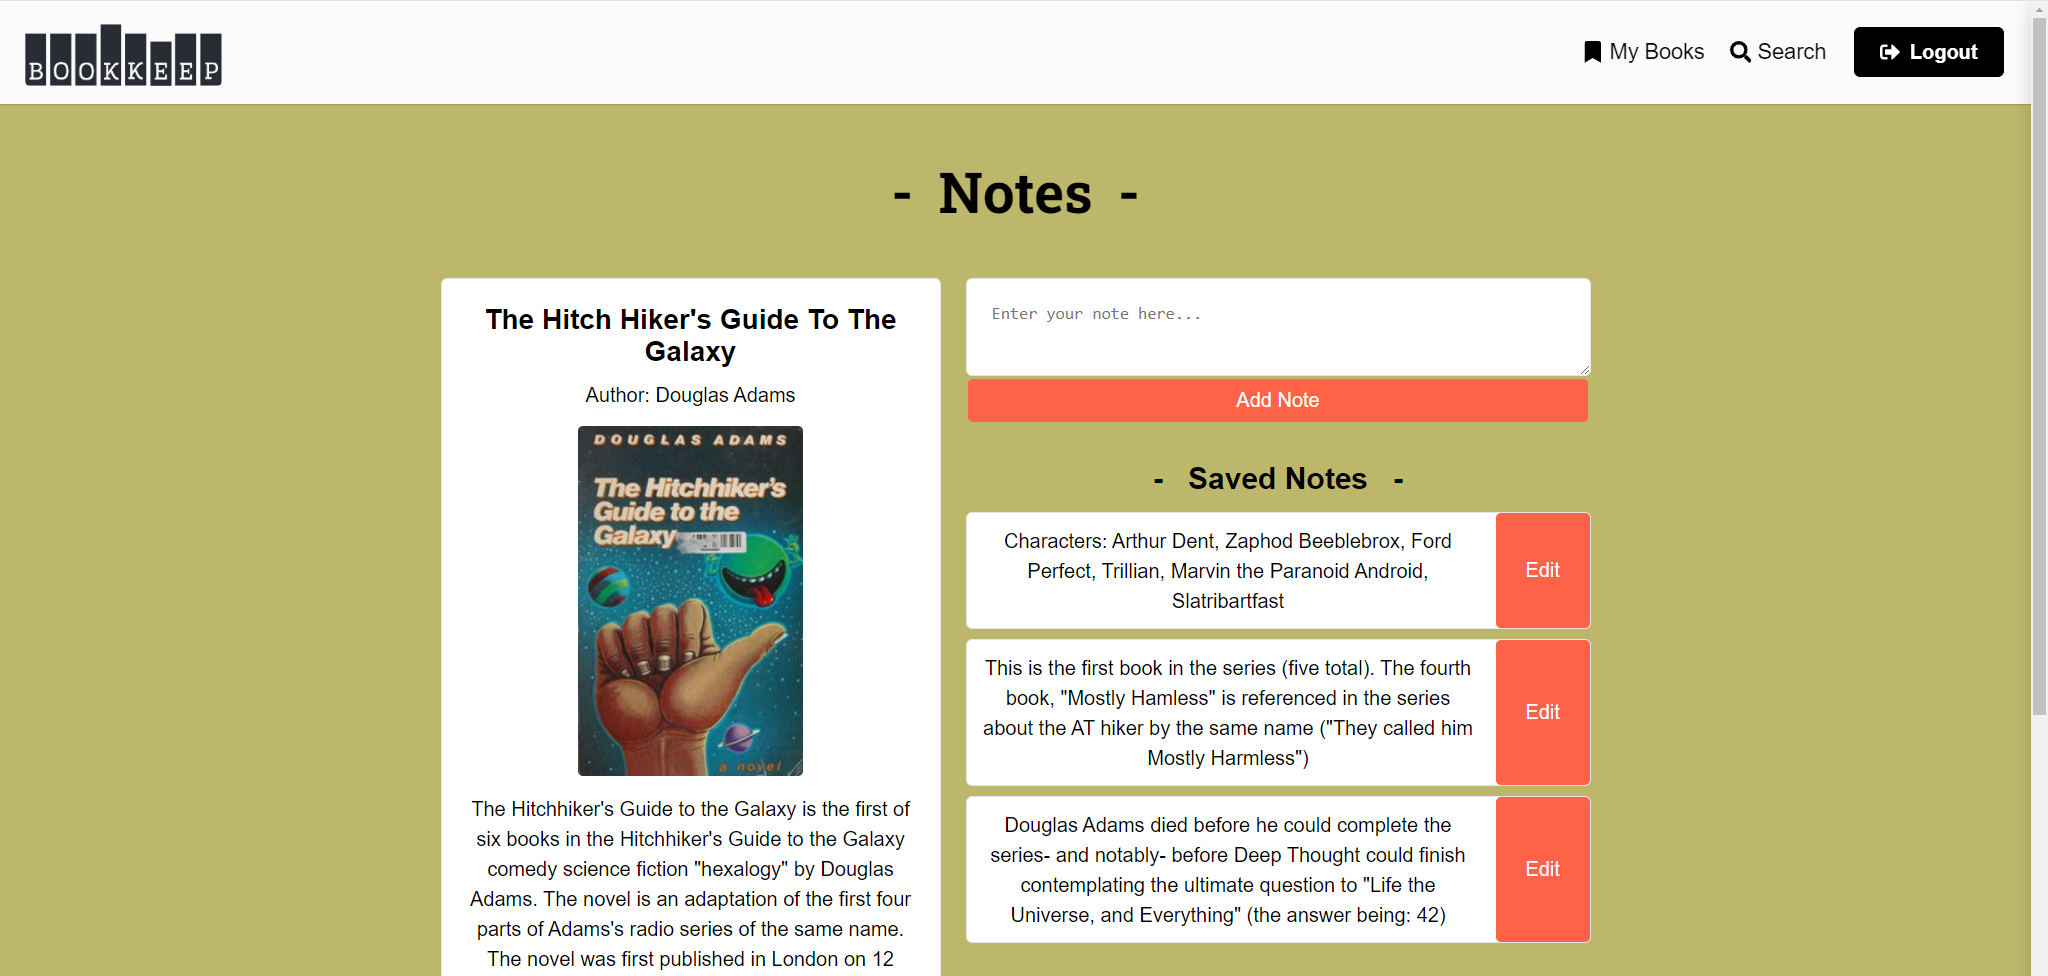 BOOKKEEP
My Books
Search
Logout
- Notes -
The Hitch Hiker's Guide To The
Galaxy
Author: Douglas Adams
DOUGLAS ADAMS
The Hitchhiker's
Guide to the
Galaxy
a novel
The Hitchhiker's Guide to the Galaxy is the first of
six books in the Hitchhiker's Guide to the Galaxy
comedy science fiction "hexalogy" by Douglas
Adams. The novel is an adaptation of the first four
parts of Adams's radio series of the same name.
The novel was first published in London on 12
Enter your note here...
Add Note
- Saved Notes -
Characters: Arthur Dent, Zaphod Beeblebrox, Ford
Perfect, Trillian, Marvin the Paranoid Android,
Slatribartfast
Edit
This is the first book in the series (five total). The fourth
book, "Mostly Hamless" is referenced in the series
about the AT hiker by the same name ("They called him
Mostly Harmless")
Edit
Douglas Adams died before he could complete the
series- and notably- before Deep Thought could finish
contemplating the ultimate question to "Life the
Universe, and Everything" (the answer being: 42)
Edit